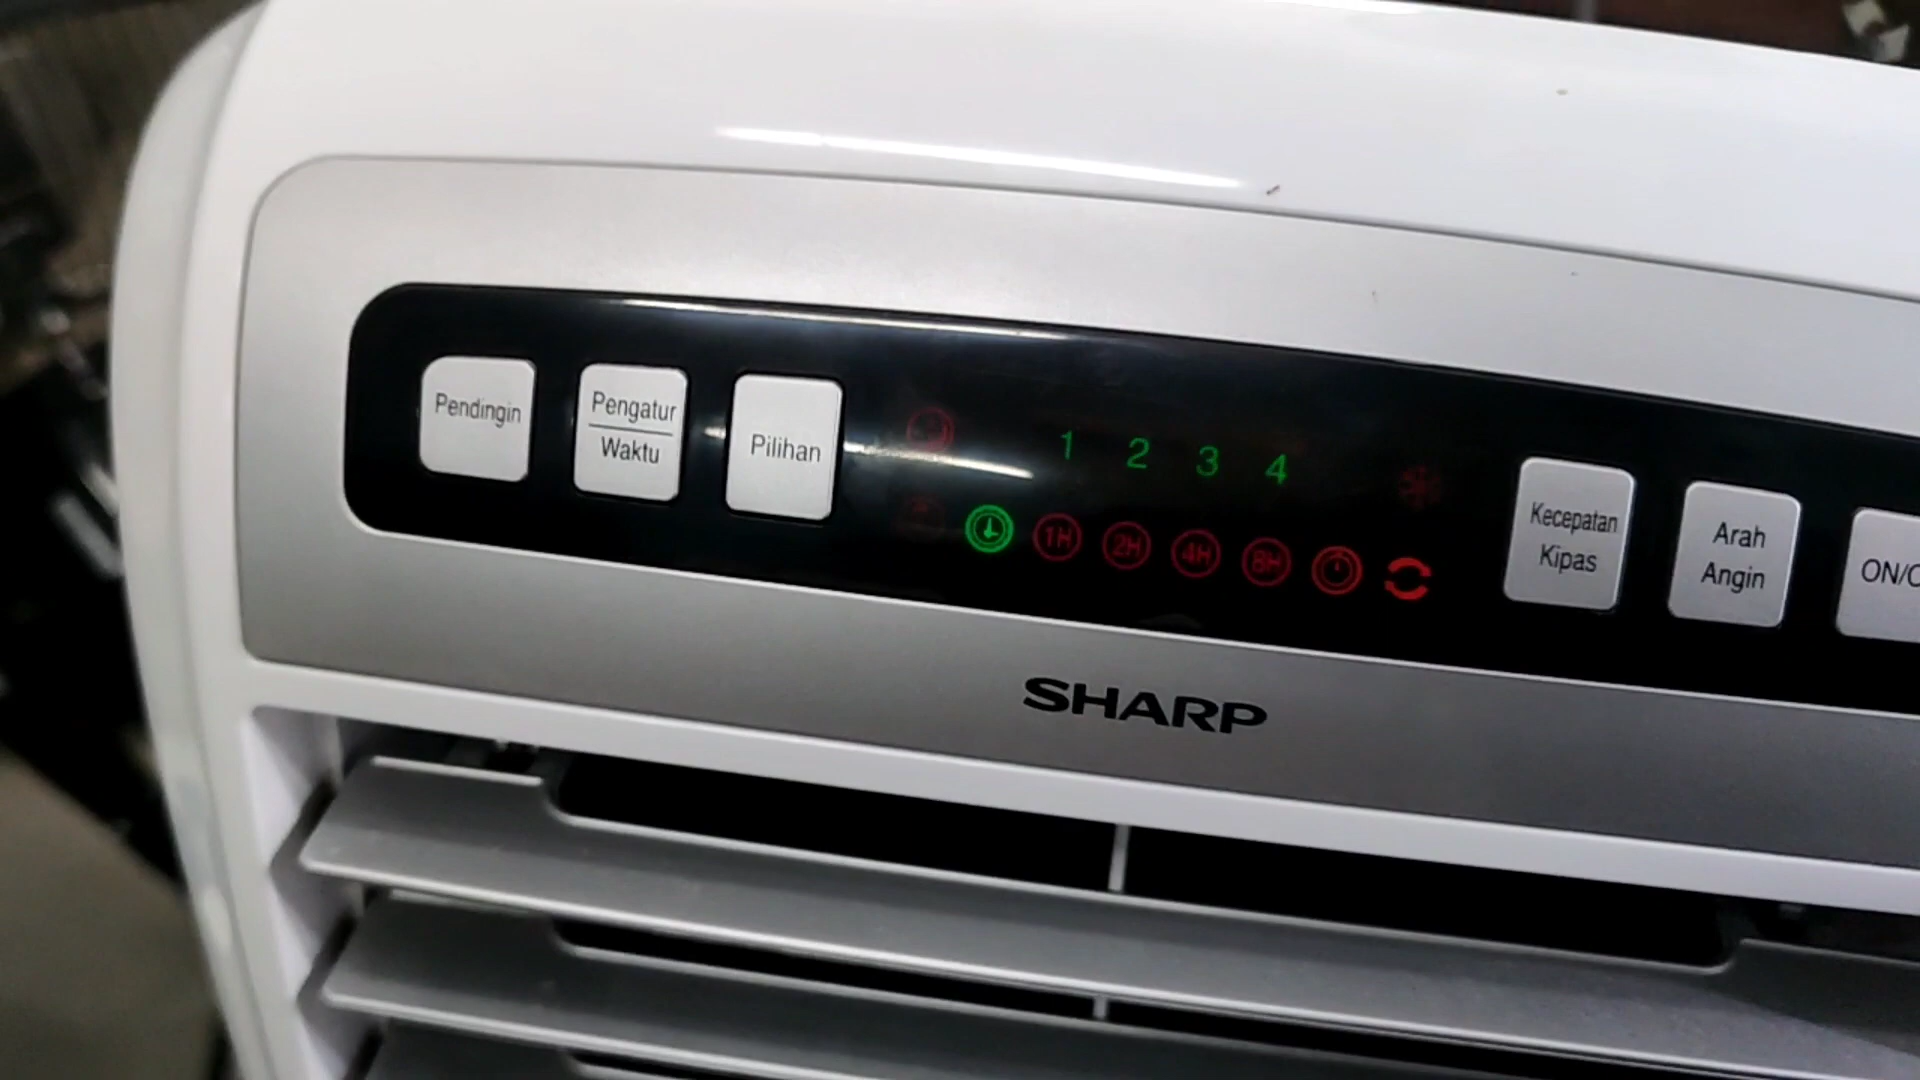 Pendingin
Pengatur
Waktu
Pilihan
1 2 3 4
1H 2H 4H 8H
Kecepatan
Kipas
Arah
Angin
SHARP